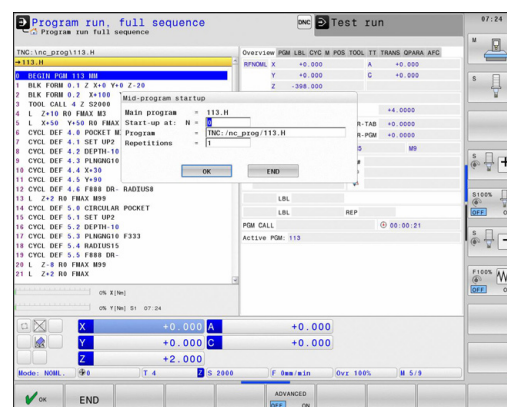 Program run, full sequence
Program run full sequence
DNC
Test run
07:24
TNC:\nc_prog\113.H
→113.H
Overview PGM LBL CYC M POS TOOL TT TRANS QPARA AFC
RFNOML X +0.000 A +0.000
Y +0.000 C +0.000
Z -398.000
0 BEGIN PGM 113 MM
1 BLK FORM 0.1 Z X+0 Y+0 Z-20
2 BLK FORM 0.2 X+100
3 TOOL CALL 4 Z S2000
4 L Z+10 R0 FMAX M3
5 L X+50 Y+50 R0 FMAX
6 CYCL DEF 4.0 POCKET
7 CYCL DEF 4.1 SET UP2
8 CYCL DEF 4.2 DEPTH-10
9 CYCL DEF 4.3 PLNGNG10
10 CYCL DEF 4.4 X+30
11 CYCL DEF 4.5 Y+90
12 CYCL DEF 4.6 F888 DR- RADIUS8
13 L Z+2 R0 FMAX M99
14 CYCL DEF 5.0 CIRCULAR POCKET
15 CYCL DEF 5.1 SET UP2
16 CYCL DEF 5.2 DEPTH-10
17 CYCL DEF 5.3 PLNGNG10 F333
18 CYCL DEF 5.4 RADIUS15
19 CYCL DEF 5.5 F888 DR-
20 L Z-8 R0 FMAX M99
21 L Z+2 R0 FMAX
Mid-program startup
Main program = 113.H
Start-up at: N = 0
Program = TNC:/nc_prog/113.H
Repetitions = 1
OK END
+4.0000
R-TAB +0.0000
R-PGM +0.0000
M9
LBL
LBL REP
PGM CALL 00:00:21
Active PGM: 113
0% X[Nm]
0% Y[Nm] S1 07:24
X +0.000 A +0.000
Y +0.000 C +0.000
Z +2.000
Mode: NOML. 0 T 4 Z S 2000 F 0mm/min Ovr 100% M 5/9
OK
END
ADVANCED
OFF ON
M
S
S
S100%
OFF
S
F100%
OFF